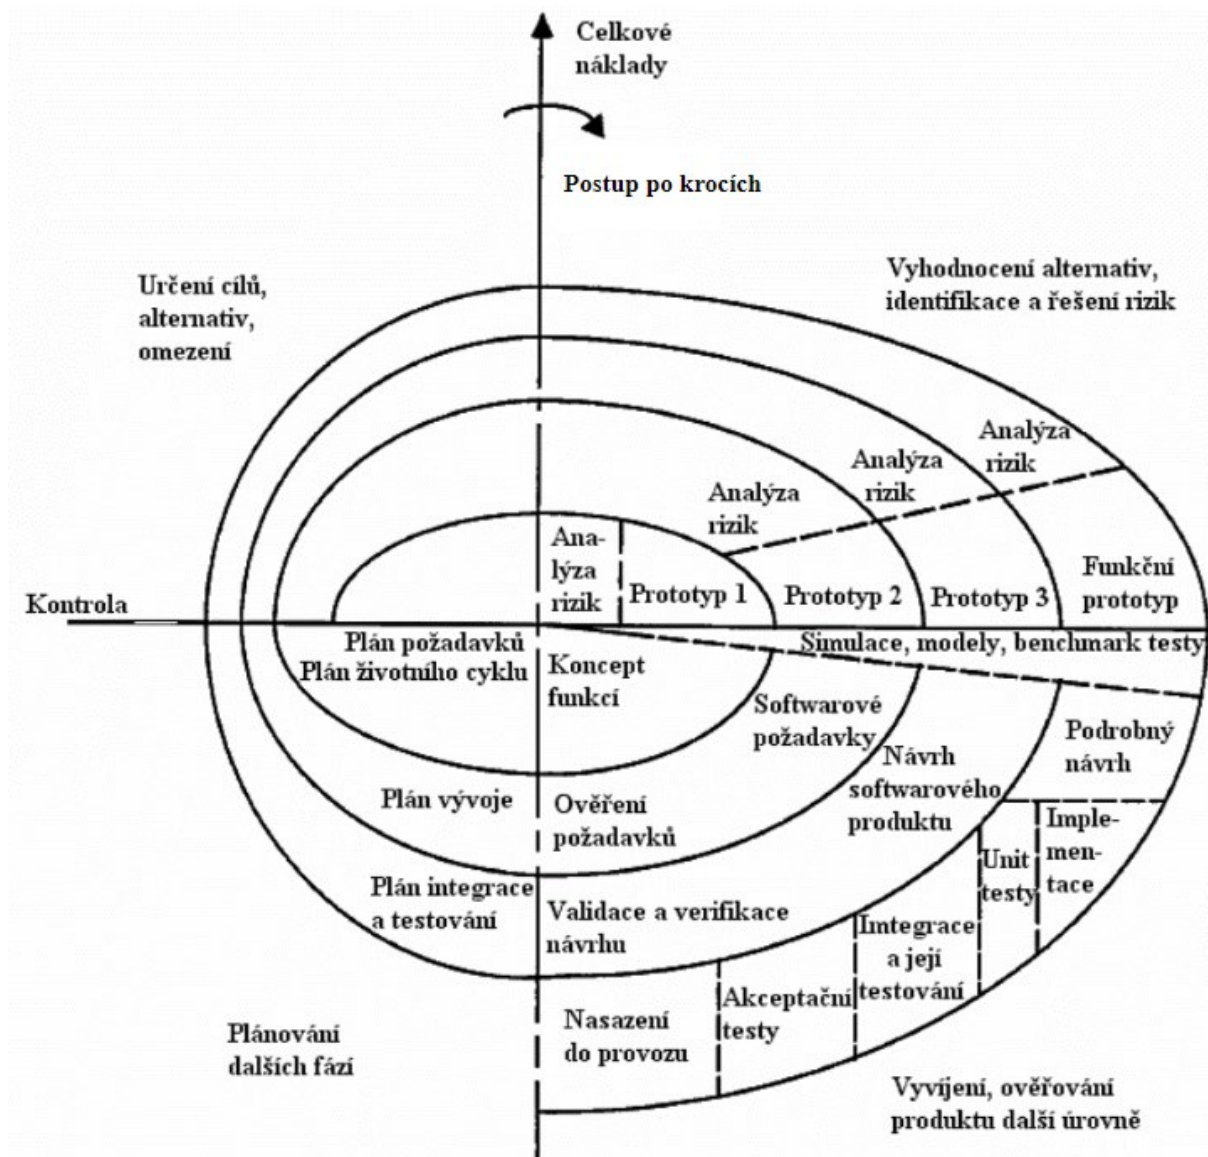 Celkové
náklady
Postup po krocích
Určení cílů,
alternativ,
omezení
Vyhodnocení alternativ,
identifikace a řešení rizik
Analýza
rizik
Analýza
rizik
Analýza
rizik
Ana-
lýza
rizik
Prototyp 1
Prototyp 2
Prototyp 3
Funkční
prototyp
Kontrola
Plán požadavků
Plán životního cyklu
Koncept
funkcí
Simulace, modely, benchmark testy
Softwarové
požadavky
Návrh
softwarového
produktu
Podrobný
návrh
Plán vývoje
Ověření
požadavků
Imple-
men-
tace
Unit
testy
Plán integrace
a testování
Validace a verifikace
návrhu
Imtegrace
a její
testování
Akceptační
testy
Nasazení
do provozu
Plánování
dalších fází
Vyvíjení, ověřování
produktu další úrovně